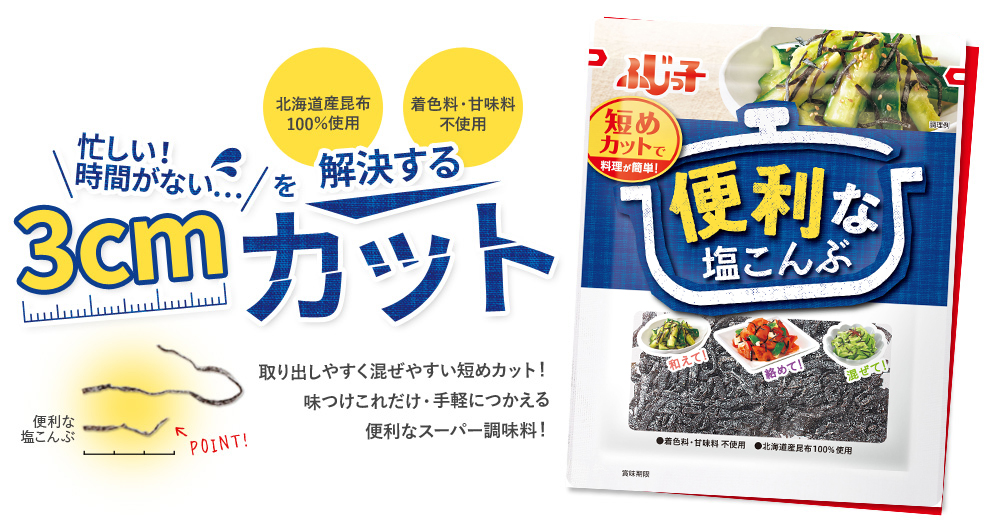 北海道産昆布
100%使用
着色料・甘味料
不使用
忙しい!
時間がない...
を
解決する
3cm
カット
取り出しやすく混ぜやすい短めカット!
味つけこれだけ・手軽につかえる
便利なスーパー調味料!
便利な
塩こんぶ
POINT!
ふじっ子
調理例
短め
カットで
料理が簡単!
便利な
塩こんぶ
和えて!
絡めて!
混ぜて!
●着色料・甘味料 不使用 ●北海道産昆布100%使用
賞味期限